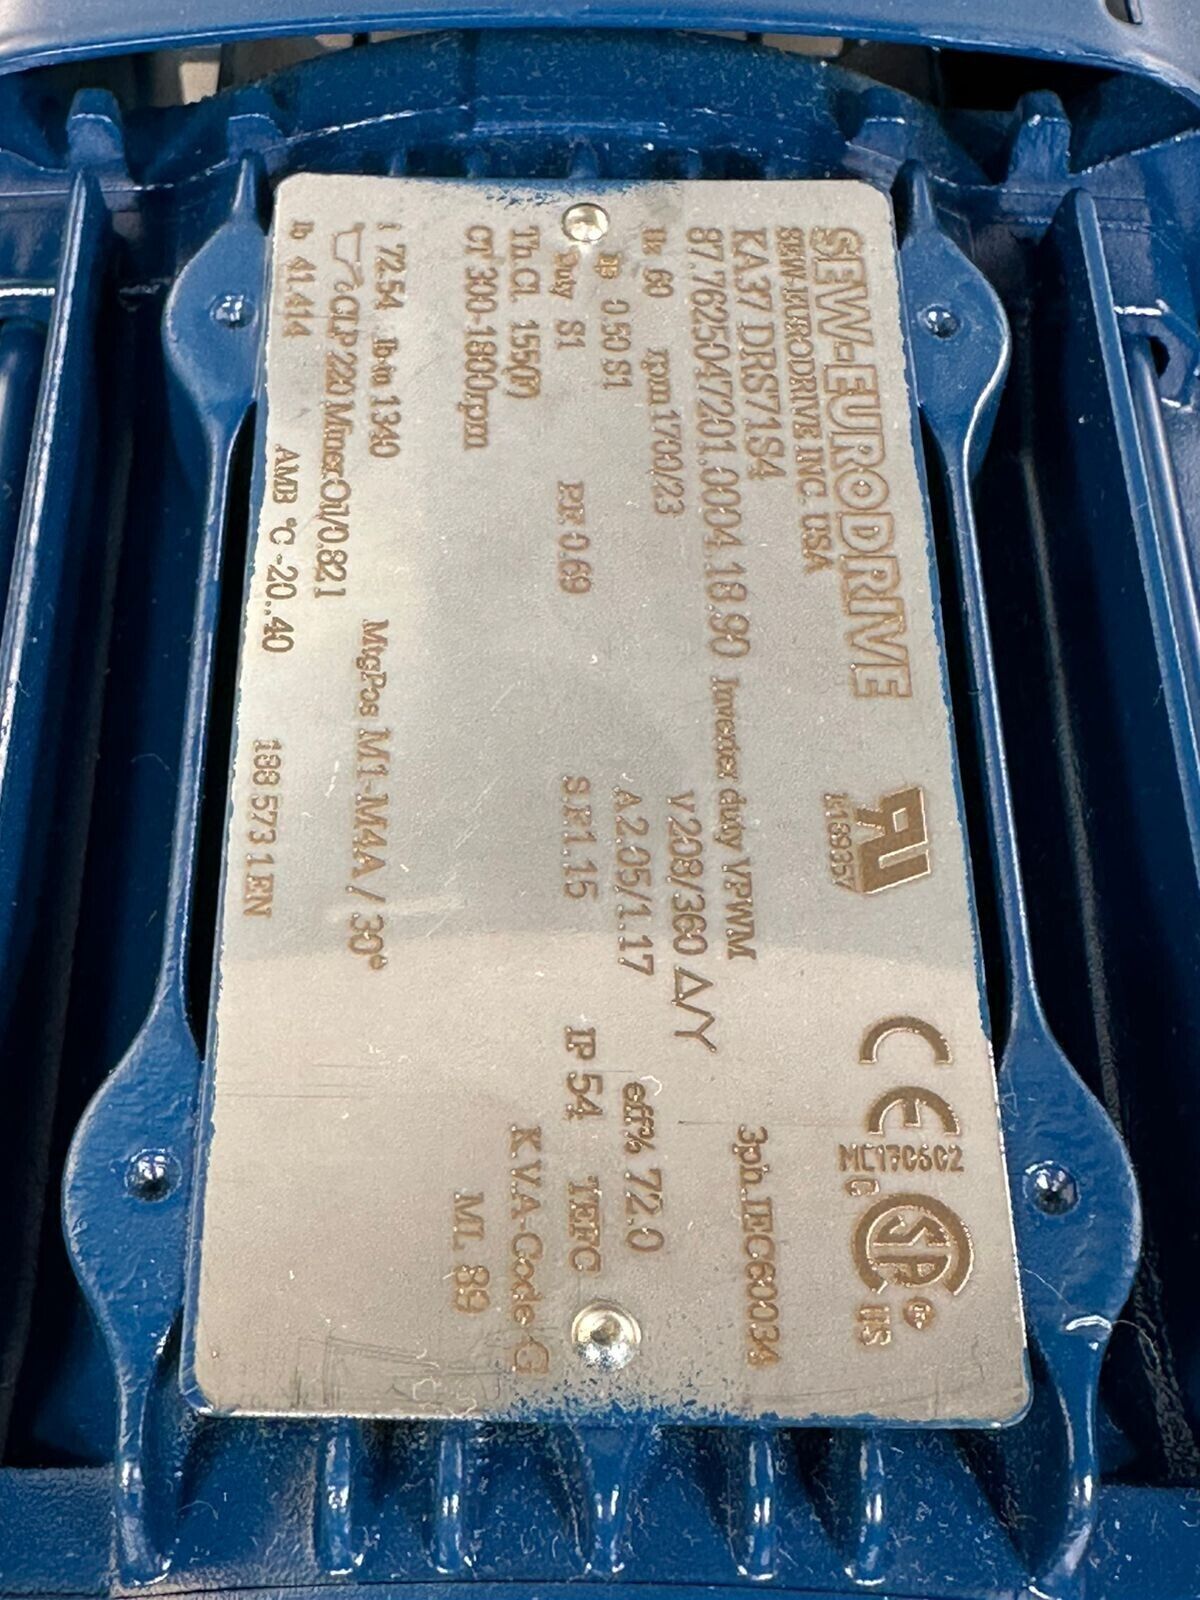 SEW-EURODRIVE
SEW-EURODRIVE INC. USA
E189357
CE
MC170602
C SP ® US
KA37 DRS71S4
87.7625047201.0004.18.90 Inverter duty VPWM 3ph.IEC60034
Hz 60 rpm 1700/23 V 208/360 Δ/Y
0.50 S1 A 2.05/1.17 eff% 72.0
Duty S1 P.F. 0.69 S.F.1.15 IP 54 TEFC
Th.Cl. 155(F) K.V.A-Code G
CT 300-1800rpm ML 89
i 72.54 lb-in 1340 MtgPos M1-M4A / 30°
CLP 220 Miner.Oil/0.82 l
lb 41.414 AMB °C -20..40 188 573 1 EN